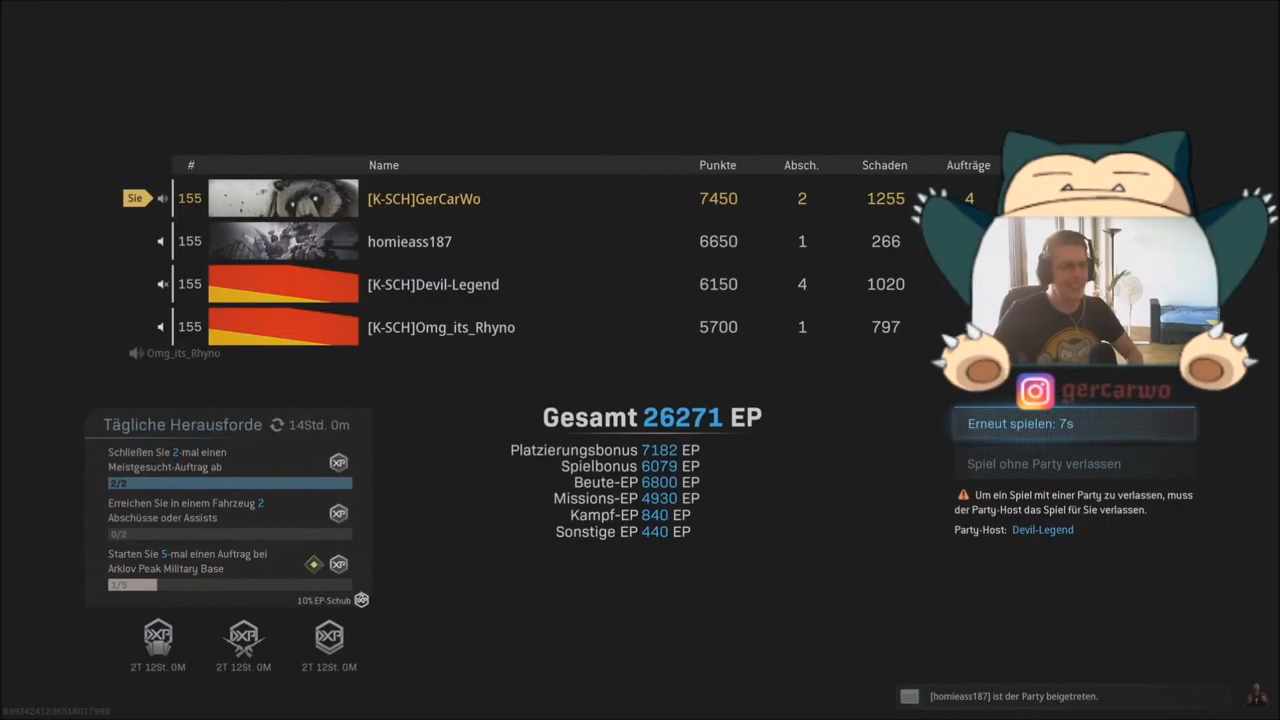 # Name Punkte Absch. Schaden Aufträge
Sie 155 [K-SCH]GerCarWo 7450 2 1255 4
155 homieass187 6650 1 266
155 [K-SCH]Devil-Legend 6150 4 1020
155 [K-SCH]Omg_its_Rhyno 5700 1 797
Omg_its_Rhyno
gercarwo
Tägliche Herausforde 14Std. 0m
Schließen Sie 2-mal einen
Meistgesucht-Auftrag ab
XP
2/2
Erreichen Sie in einem Fahrzeug 2
Abschüsse oder Assists
XP
0/2
Starten Sie 5-mal einen Auftrag bei
Arklov Peak Military Base
XP
1/5
10% EP-Schub
2T 12St. 0M 2T 12St. 0M 2T 12St. 0M
Gesamt 26271 EP
Platzierungsbonus 7182 EP
Spielbonus 6079 EP
Beute-EP 6800 EP
Missions-EP 4930 EP
Kampf-EP 840 EP
Sonstige EP 440 EP
Erneut spielen: 7s
Spiel ohne Party verlassen
Um ein Spiel mit einer Party zu verlassen, muss
der Party-Host das Spiel für Sie verlassen.
Party-Host: Devil-Legend
[homieass187] ist der Party beigetreten.